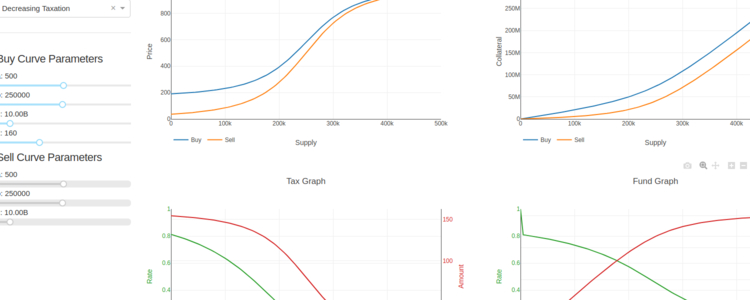 Decreasing Taxation × 
Buy Curve Parameters
: 500
: 250000
: 10.00B
: 160
Sell Curve Parameters
: 500
: 250000
: 10.00B
800
600
400
200
0
Price
0 100k 200k 300k 400k 500k
Buy Sell
Supply
250M
200M
150M
100M
50M
0
Collateral
0 100k 200k 300k 400k
Buy Sell
Supply
Tax Graph
1
0.8
0.6
0.4
Rate
150
100
Amount
Fund Graph
1
0.8
0.6
0.4
Rate